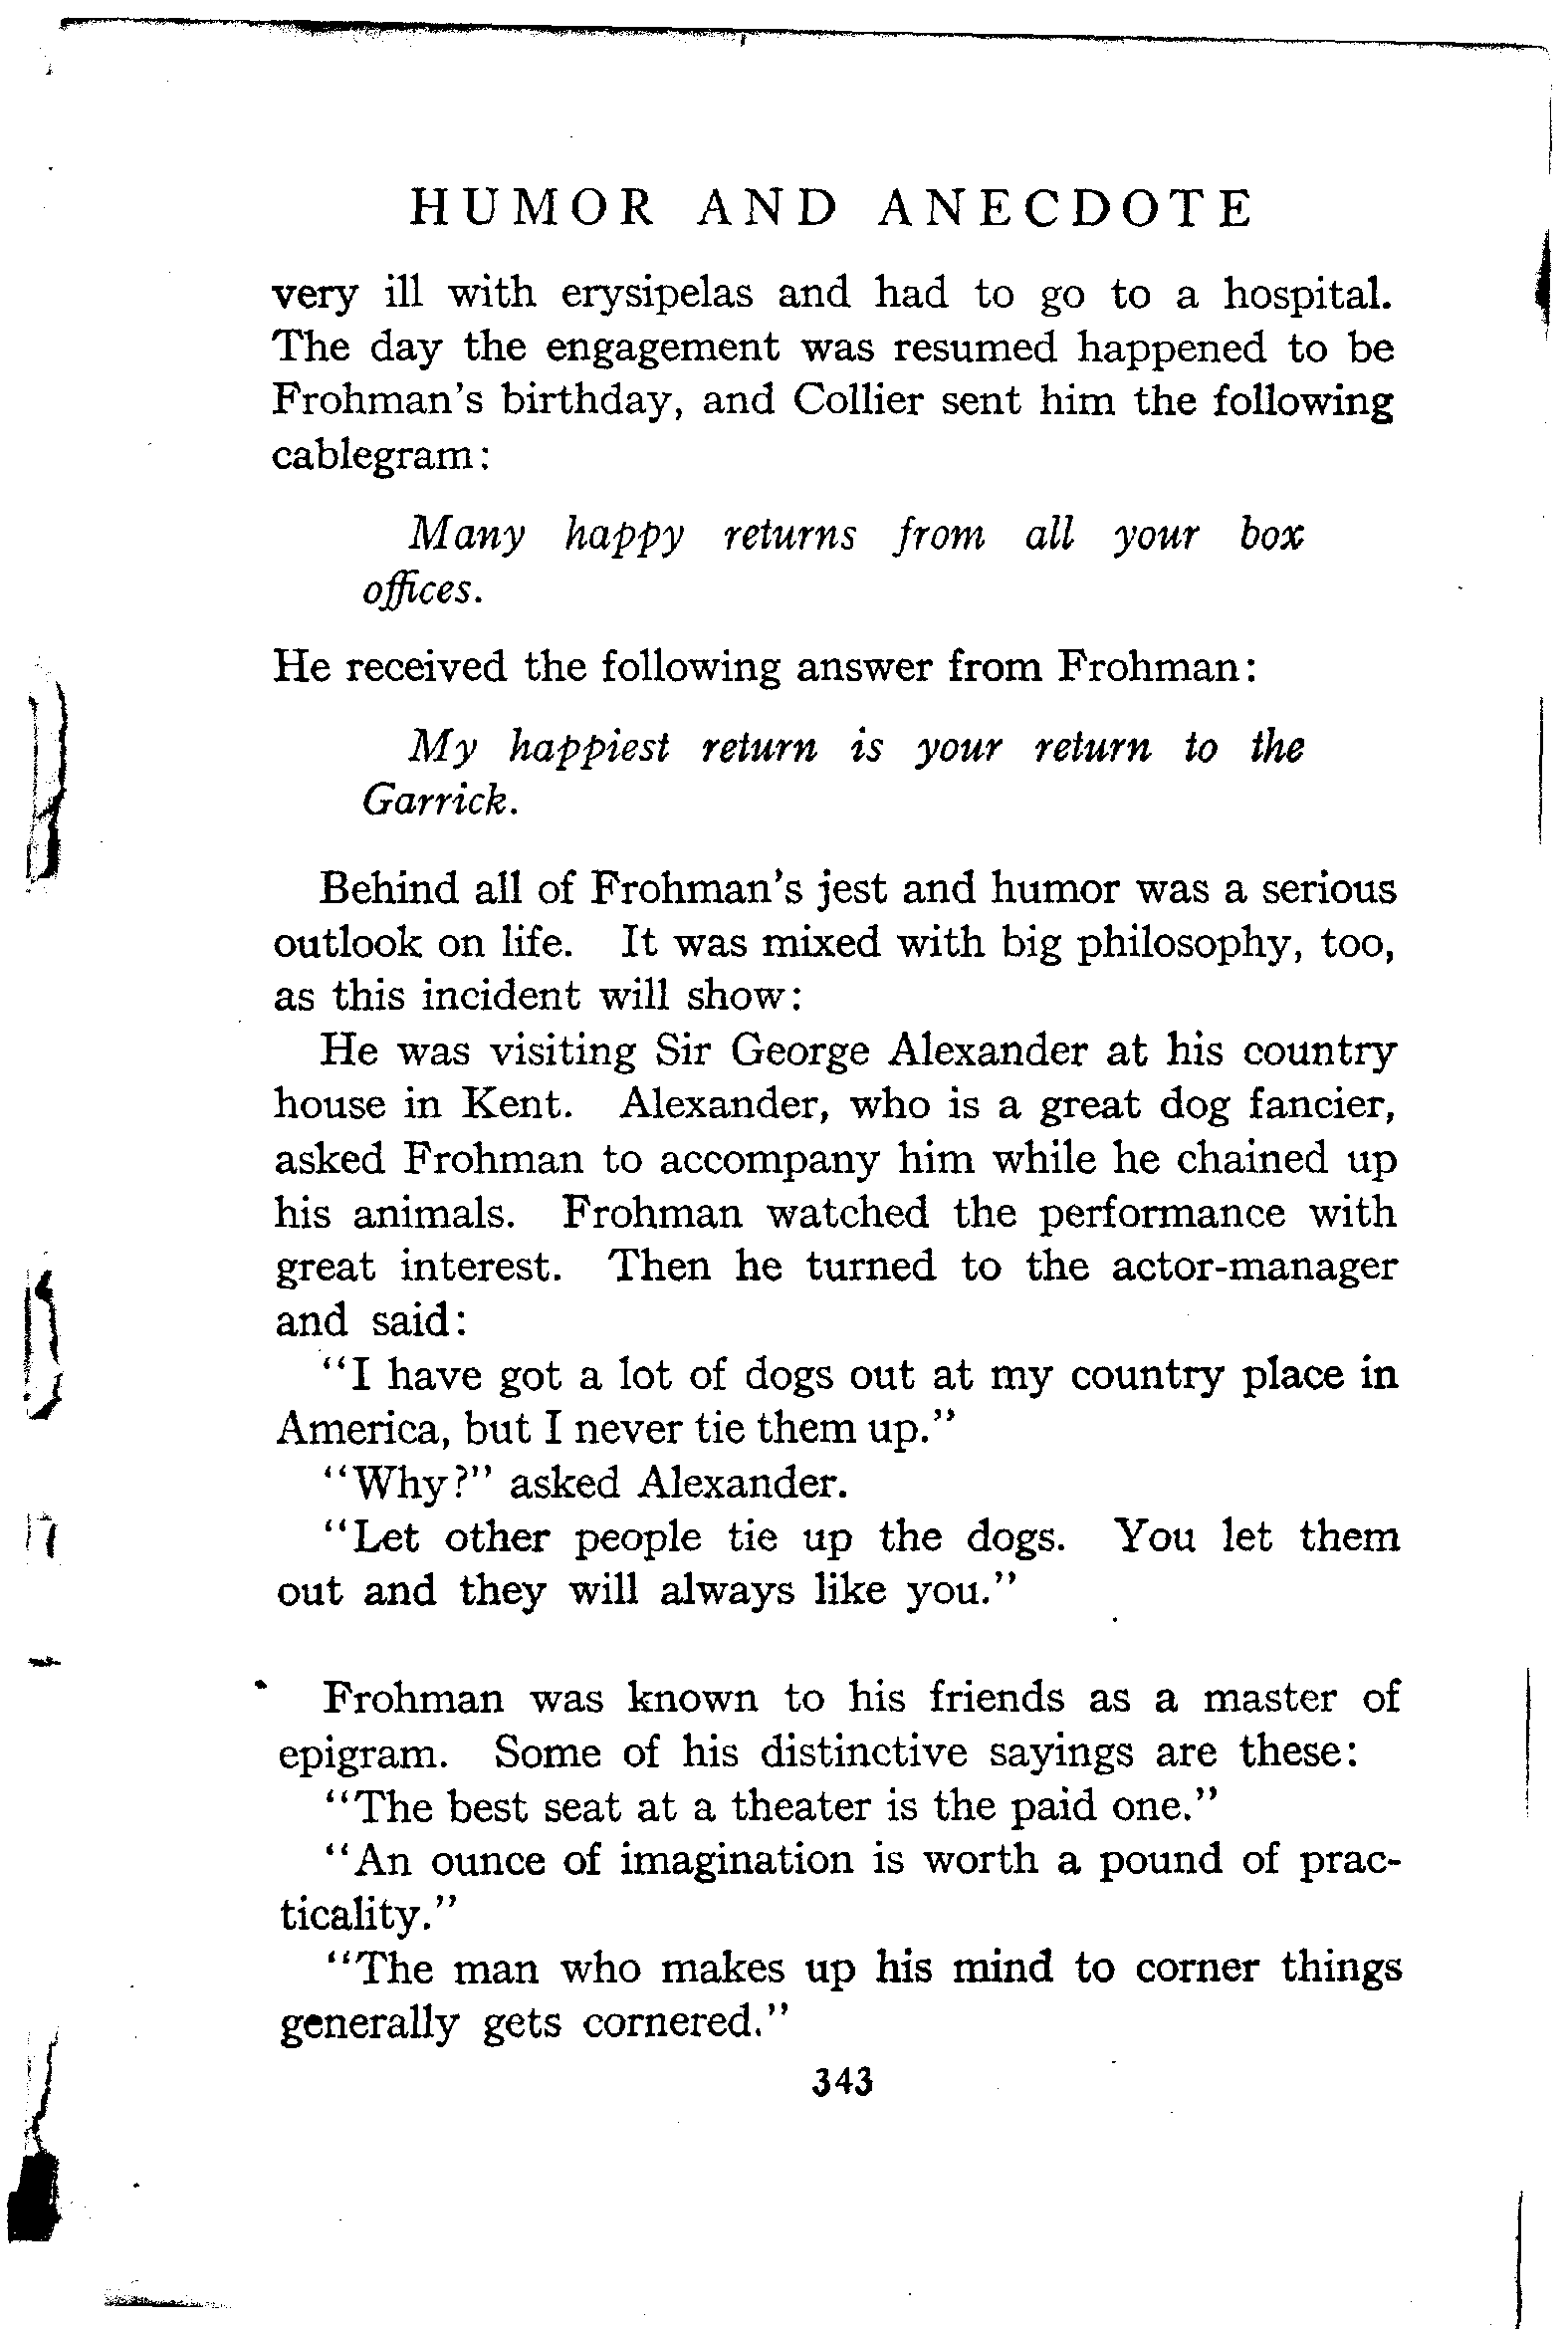 HUMOR AND ANECDOTE
very ill with erysipelas and had to go to a hospital.
The day the engagement was resumed happened to be
Frohman's birthday, and Collier sent him the following
cablegram:
Many happy returns from all your box
offices.
He received the following answer from Frohman:
My happiest return is your return to the
Garrick.
Behind all of Frohman's jest and humor was a serious
outlook on life. It was mixed with big philosophy, too,
as this incident will show:
He was visiting Sir George Alexander at his country
house in Kent. Alexander, who is a great dog fancier,
asked Frohman to accompany him while he chained up
his animals. Frohman watched the performance with
great interest. Then he turned to the actor-manager
and said:
"I have got a lot of dogs out at my country place in
America, but I never tie them up."
"Why?" asked Alexander.
"Let other people tie up the dogs. You let them
out and they will always like you."
Frohman was known to his friends as a master of
epigram. Some of his distinctive sayings are these:
"The best seat at a theater is the paid one."
"An ounce of imagination is worth a pound of prac-
ticality."
"The man who makes up his mind to corner things
generally gets cornered."
343